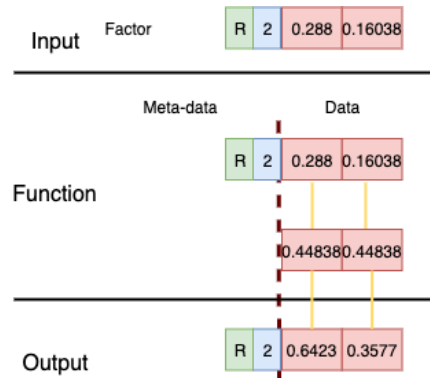 Input Factor R 2 0.288 0.16038
Meta-data Data
R 2 0.288 0.16038
Function
0.44838 0.44838
Output R 2 0.6423 0.3577